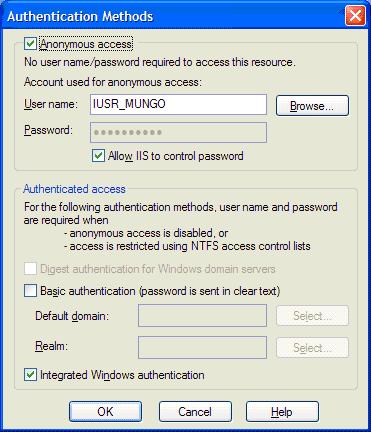 Authentication Methods
Anonymous access
No user name/password required to access this resource.
Account used for anonymous access:
User name: IUSR_MUNGO Browse...
Password: ●●●●●●●●●●
Allow IIS to control password
Authenticated access
For the following authentication methods, user name and password
are required when
- anonymous access is disabled, or
- access is restricted using NTFS access control lists
Digest authentication for Windows domain servers
Basic authentication (password is sent in clear text)
Default domain: Select...
Realm: Select...
Integrated Windows authentication
OK Cancel Help